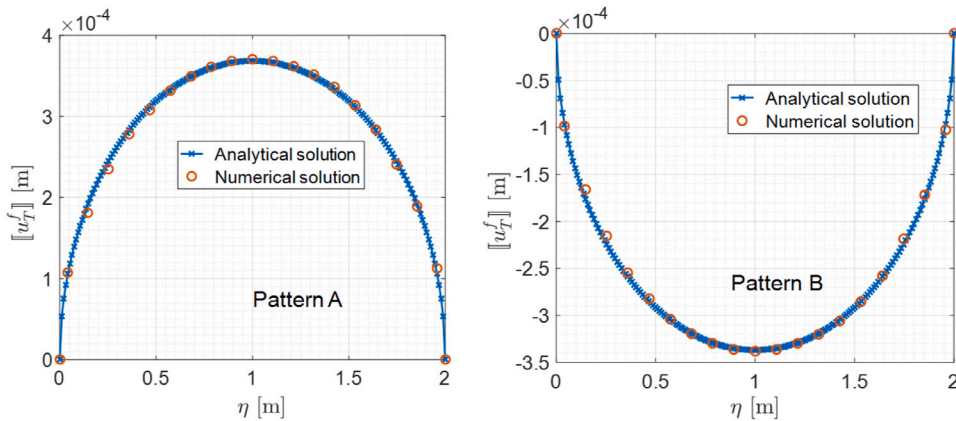 ×10⁻⁴
4
3
2
1
0
⟦u_T^f⟧ [m]
Analytical solution
Numerical solution
Pattern A
0 0.5 1 1.5 2
η [m]
×10⁻⁴
0
-0.5
-1
-1.5
-2
-2.5
-3
-3.5
⟦u_T^f⟧ [m]
Analytical solution
Numerical solution
Pattern B
0 0.5 1 1.5 2
η [m]